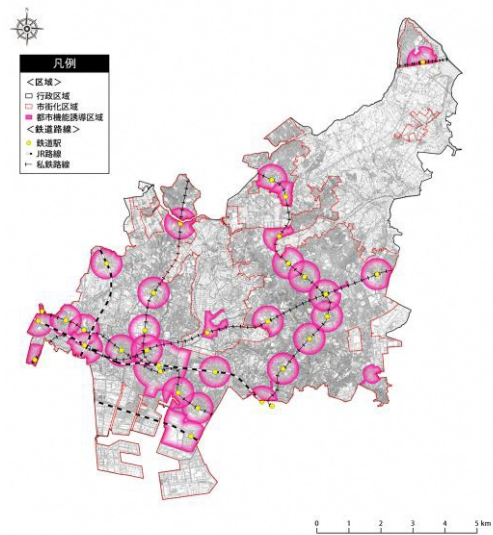 N
凡例
＜区域＞
行政区域
市街化区域
都市機能誘導区域
＜鉄道路線＞
鉄道駅
JR路線
私鉄路線
0 1 2 3 4 5 km